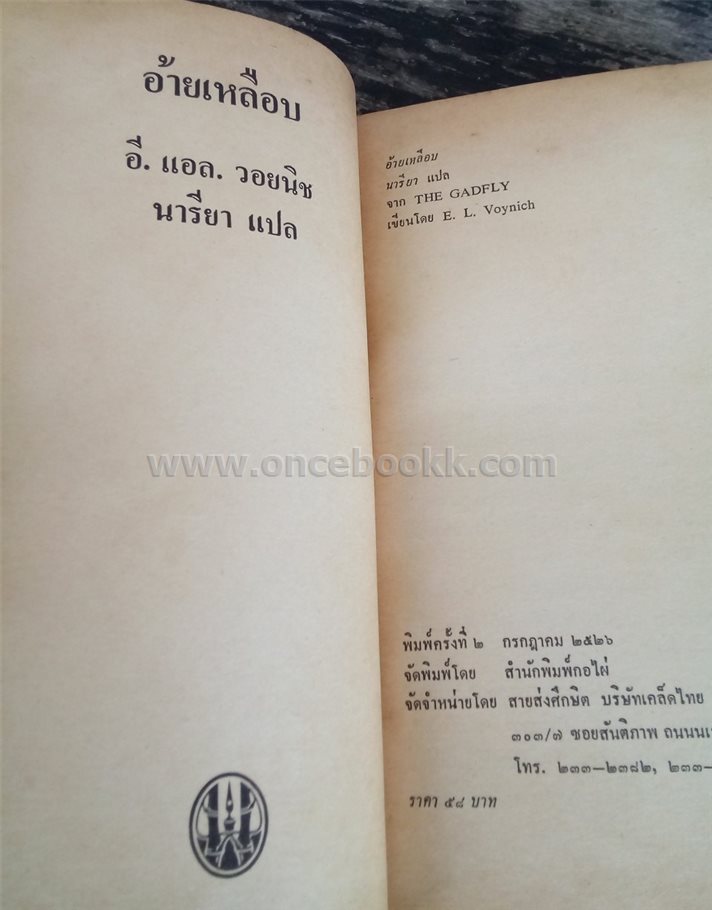 อ้ายเหลือบ
อี. แอล. วอยนิช
นารียา แปล
อ้ายเหลือบ
นารียา แปล
จาก THE GADFLY
เขียนโดย E. L. Voynich
www.oncebookk.com
พิมพ์ครั้งที่ ๒ กรกฎาคม ๒๕๒๖
จัดพิมพ์โดย สำนักพิมพ์กอไผ่
จัดจำหน่ายโดย สายส่งศึกษิต บริษัทเคล็ดไทย
๓๐๓/๗ ซอยสันติภาพ ถนนน
โทร. ๒๓๓—๒๓๘๒, ๒๓๓—
ราคา ๕๘ บาท